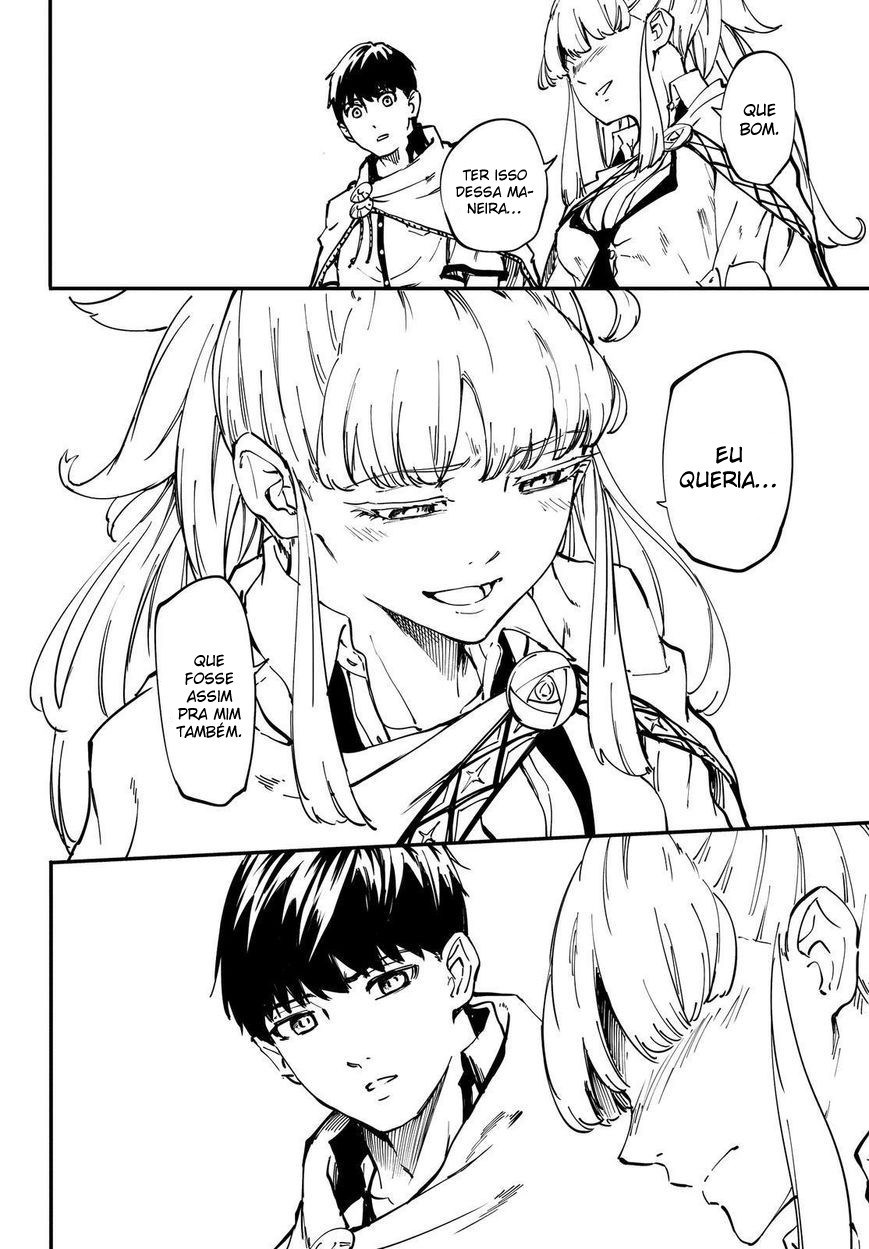 QUE
BOM.
TER ISSO
DESSA MA-
NEIRA...
EU
QUERIA...
QUE
FOSSE
ASSIM
PRA MIM
TAMBÉM.